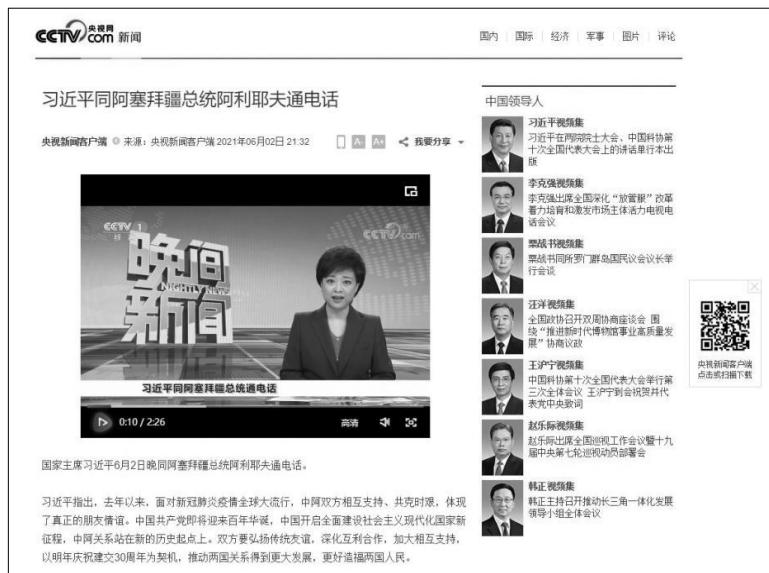 CCTV 央视网 com 新闻
国内 国际 经济 军事 图片 评论
习近平同阿塞拜疆总统阿利耶夫通电话
央视新闻客户端 来源:央视新闻客户端 2021年06月02日 21:32 A- A+ 我要分享
CCTV 1
CCTV com
晚间
NIGHTLY NEWS
新闻
习近平同阿塞拜疆总统通电话
0:10 / 2:26 高清
国家主席习近平6月2日晚同阿塞拜疆总统阿利耶夫通电话。
习近平指出,去年以来,面对新冠肺炎疫情全球大流行,中阿双方相互支持、共克时艰,体现
了真正的朋友情谊。中国共产党即将迎来百年华诞,中国开启全面建设社会主义现代化国家新
征程,中阿关系站在新的历史起点上。双方要弘扬传统友谊,深化互利合作,加大相互支持,
以明年庆祝建交30周年为契机,推动两国关系得到更大发展,更好造福两国人民。
中国领导人
习近平视频集
习近平在两院院士大会、中国科协第
十次全国代表大会上的讲话单行本出
版
李克强视频集
李克强出席全国深化“放管服”改革
着力培育和激发市场主体活力电视电
话会议
栗战书视频集
栗战书同所罗门群岛国民议会议长举
行会谈
汪洋视频集
全国政协召开双周协商座谈会 围
绕“推进新时代博物馆事业高质量发
展”协商议政
王沪宁视频集
中国科协第十次全国代表大会举行第
三次全体会议 王沪宁到会祝贺并代
表党中央致词
赵乐际视频集
赵乐际出席全国巡视工作会议暨十九
届中央第七轮巡视动员部署会
韩正视频集
韩正主持召开推动长三角一体化发展
领导小组全体会议
央视新闻客户端
点击或扫描下载